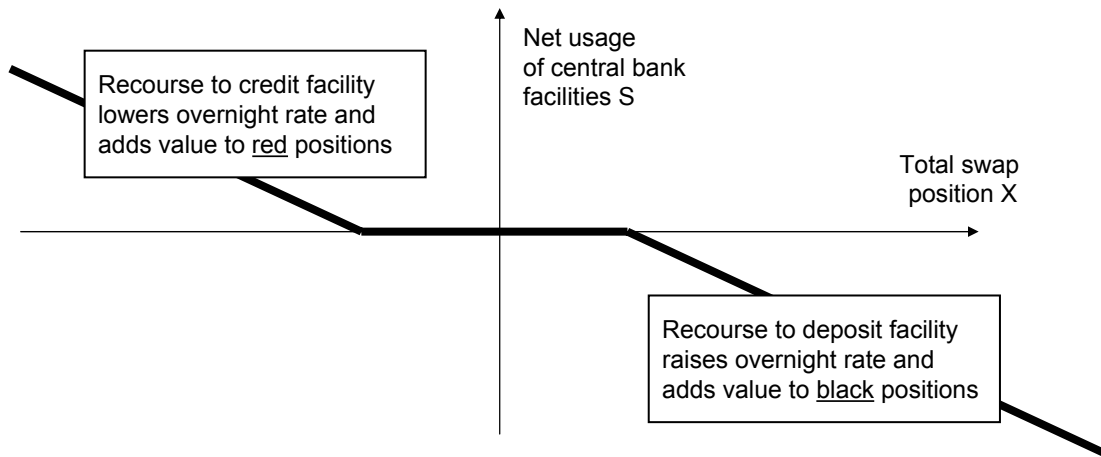 Net usage
of central bank
facilities S
Recourse to credit facility
lowers overnight rate and
adds value to red positions
Total swap
position X
Recourse to deposit facility
raises overnight rate and
adds value to black positions